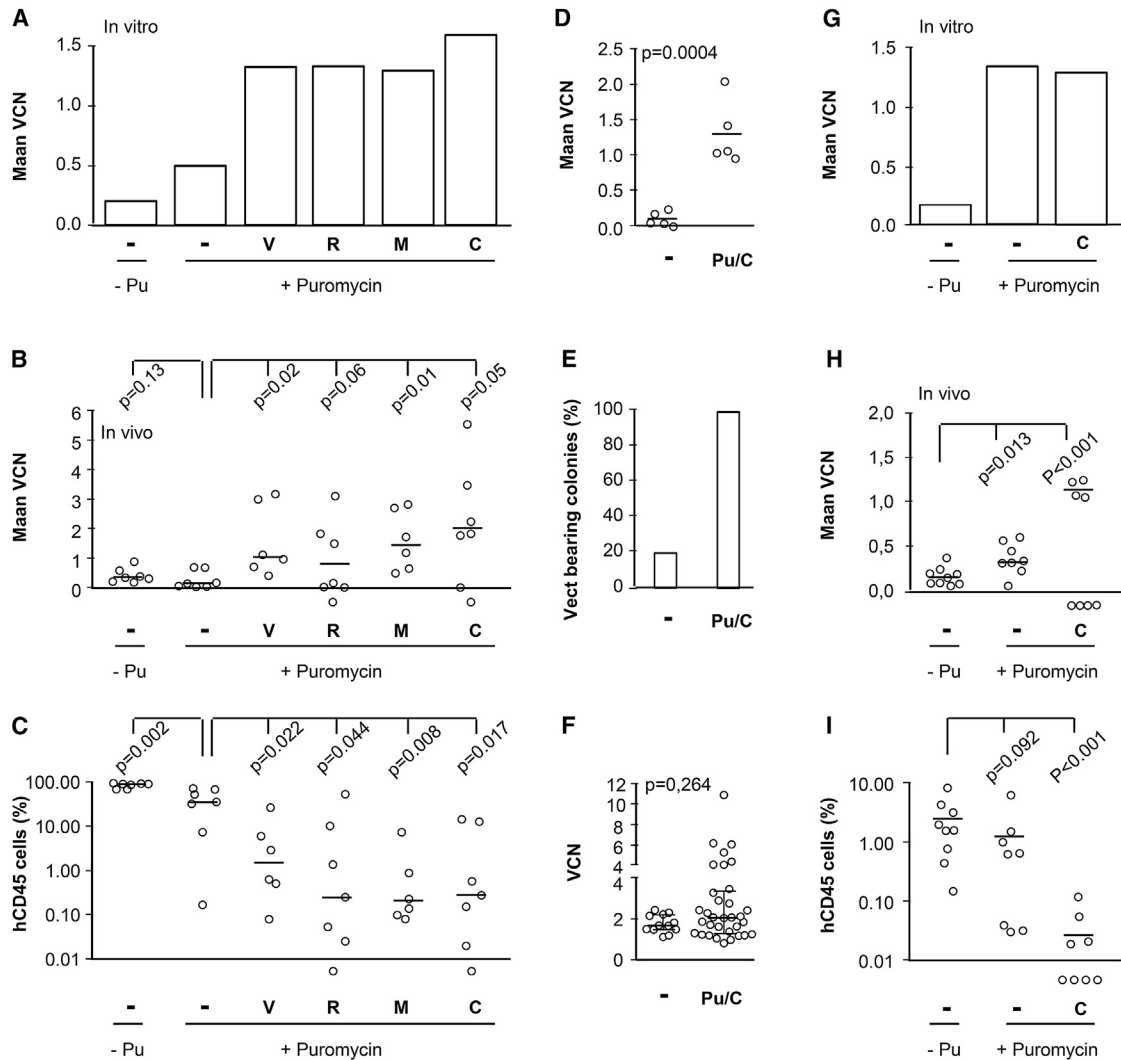 A
In vitro
Maan VCN
1.5
1.0
0.5
0.0
- - V R M C
- Pu + Puromycin
D
p=0.0004
Maan VCN
2.5
2.0
1.5
1.0
0.5
0.0
- Pu/C
G
In vitro
Maan VCN
1.5
1.0
0.5
0.0
- - C
- Pu + Puromycin
B
p=0.13 p=0.02 p=0.06 p=0.01 p=0.05
In vivo
Maan VCN
6
5
4
3
2
1
0
- - V R M C
- Pu + Puromycin
E
Vect bearing colonies (%)
100
80
60
40
20
0
- Pu/C
H
In vivo
p=0.013 P<0.001
Maan VCN
2,0
1,5
1,0
0,5
0,0
- - C
- Pu + Puromycin
C
p=0.002 p=0.022 p=0.044 p=0.008 p=0.017
hCD45 cells (%)
100.00
10.00
1.00
0.10
0.01
- - V R M C
- Pu + Puromycin
F
p=0,264
VCN
12
10
8
6
4
4
2
0
- Pu/C
I
p=0.092 P<0.001
hCD45 cells (%)
10.00
1.00
0.10
0.01
- - C
- Pu + Puromycin